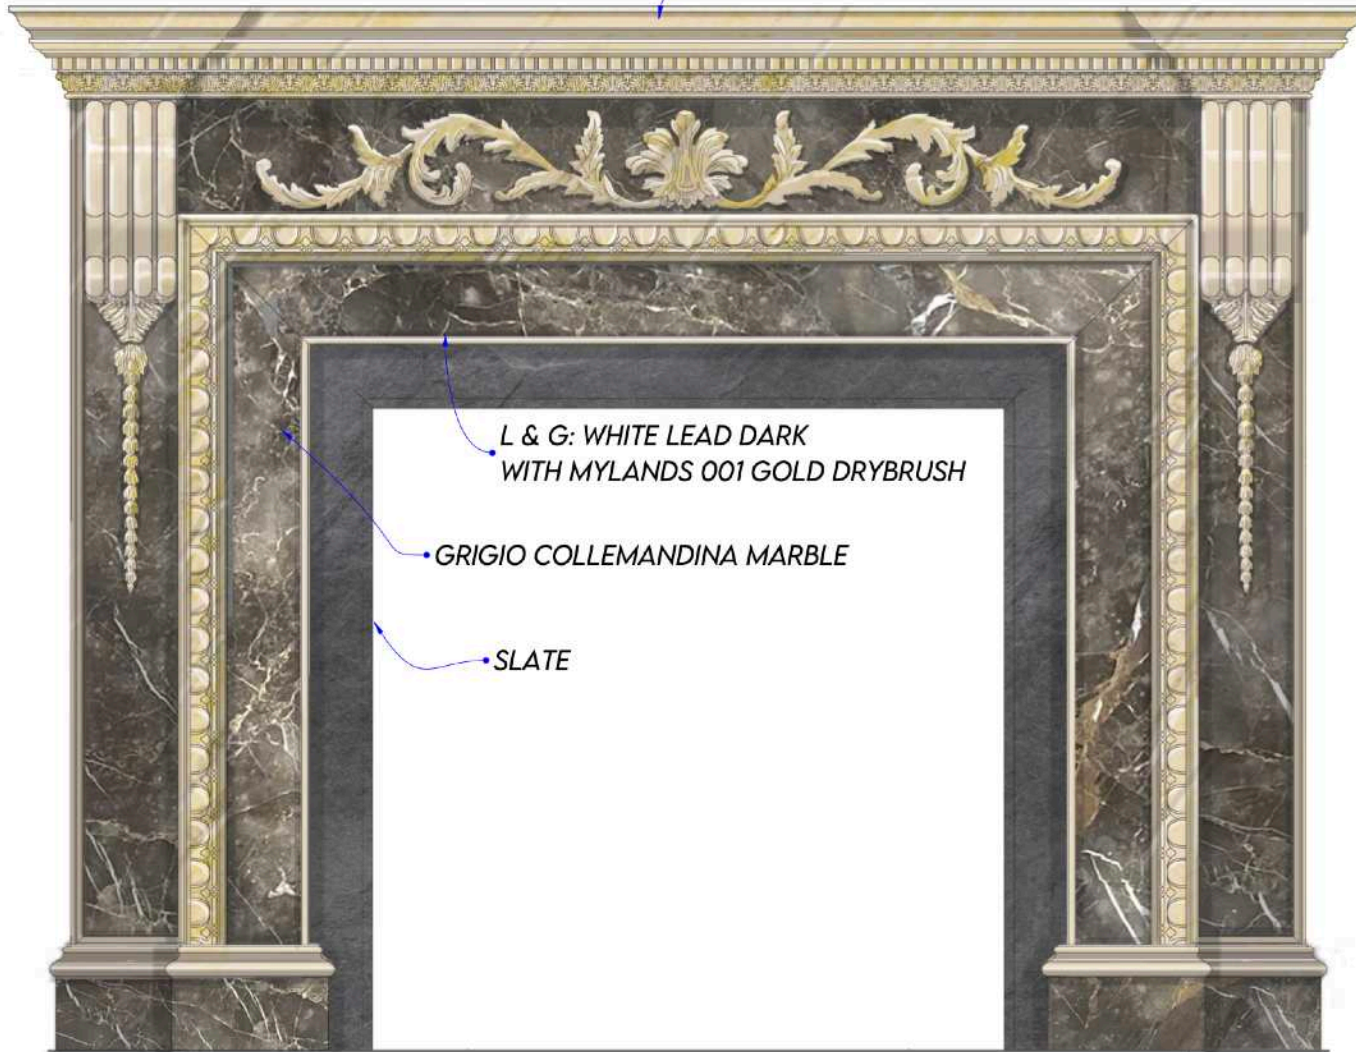 L & G: WHITE LEAD DARK
WITH MYLANDS 001 GOLD DRYBRUSH
GRIGIO COLLEMANDINA MARBLE
SLATE